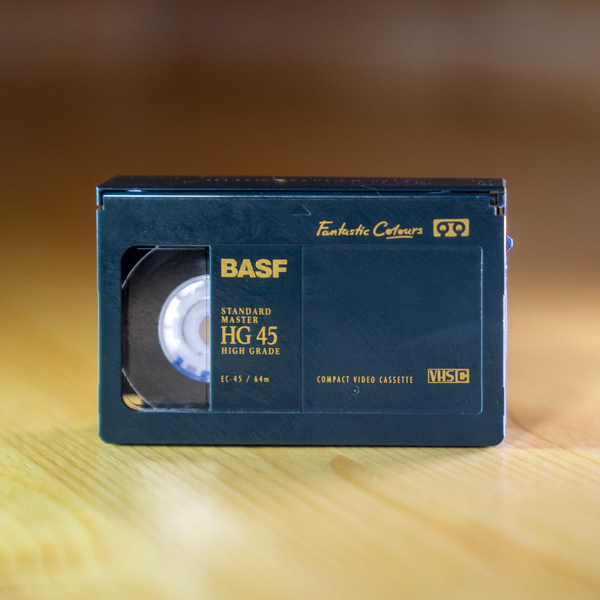 Fantastic Colours
BASF
STANDARD
MASTER
HG 45
HIGH GRADE
EC-45 / 64m
COMPACT VIDEO CASSETTE
VHS C